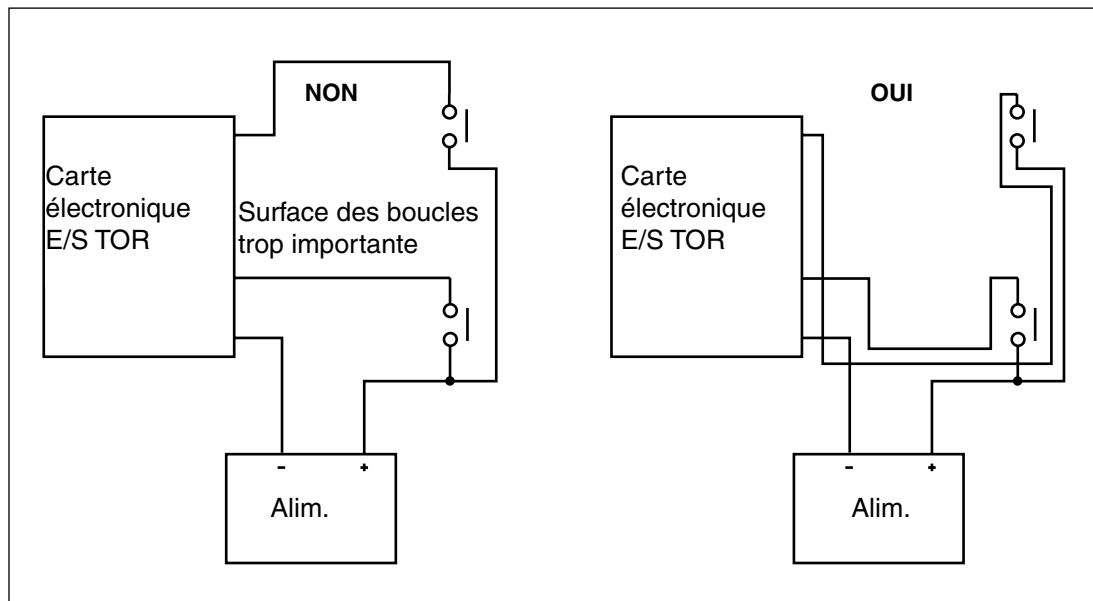 NON
Carte
électronique
E/S TOR
Surface des boucles
trop importante
- +
Alim.
OUI
Carte
électronique
E/S TOR
- +
Alim.